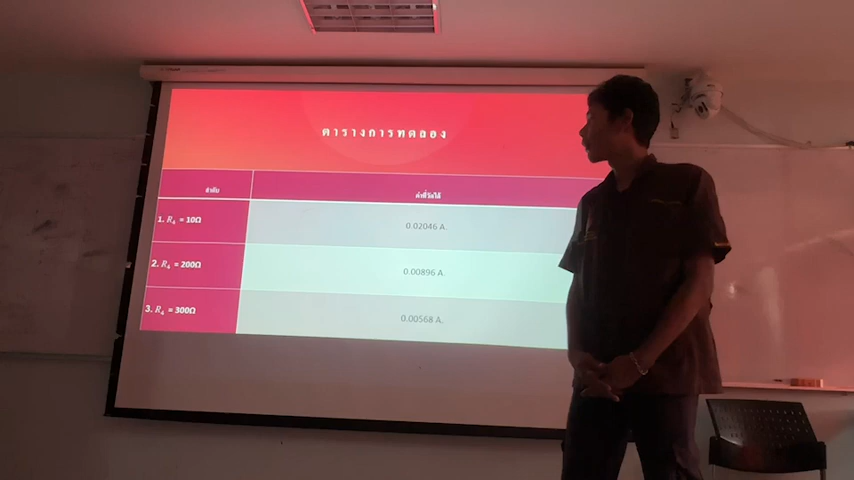 ตารางการทดลอง
ลำดับ ค่าที่วัดได้
1. R₄ = 10Ω 0.02046 A.
2. R₄ = 200Ω 0.00896 A.
3. R₄ = 300Ω 0.00568 A.